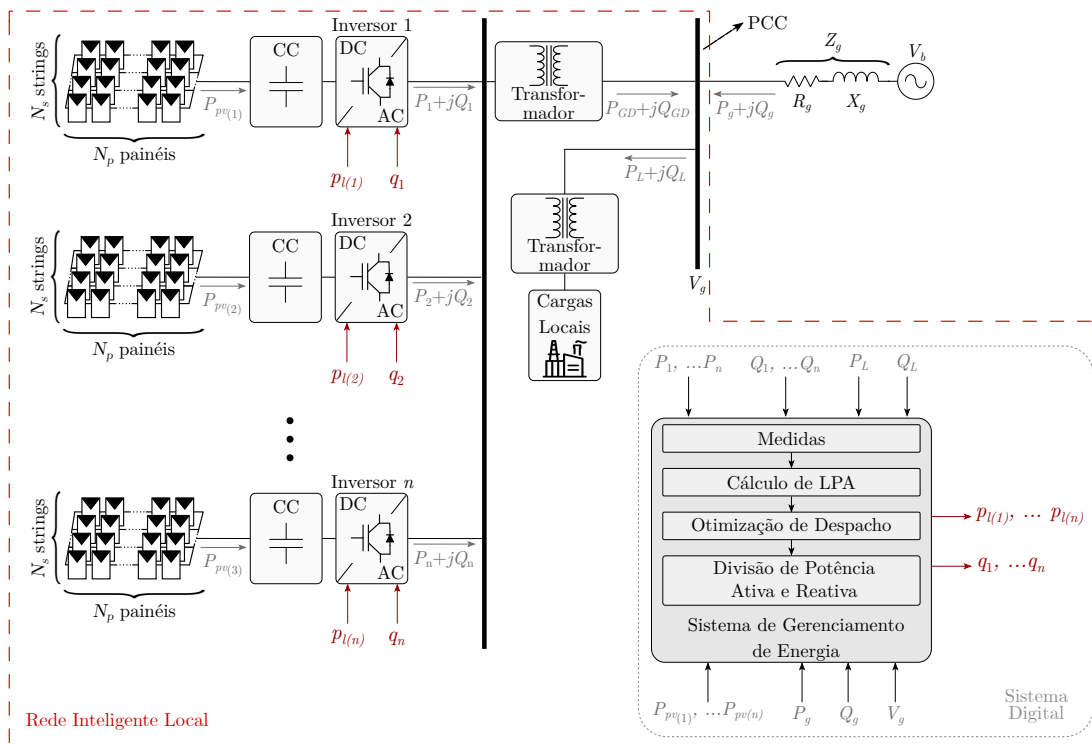 Inversor 1
N_s strings
P_pv(1)
N_p painéis
CC
DC
AC
P_1+jQ_1
p_l(1)
q_1
Transfor-
mador
P_GD+jQ_GD
PCC
P_g+jQ_g
Z_g
R_g
X_g
V_b
P_L+jQ_L
Transfor-
mador
Cargas
Locais
V_g
Inversor 2
N_s strings
P_pv(2)
N_p painéis
CC
DC
AC
P_2+jQ_2
p_l(2)
q_2
Inversor n
N_s strings
P_pv(3)
N_p painéis
CC
DC
AC
P_n+jQ_n
p_l(n)
q_n
Rede Inteligente Local
P_1, ...P_n
Q_1, ...Q_n
P_L
Q_L
Medidas
Cálculo de LPA
Otimização de Despacho
Divisão de Potência
Ativa e Reativa
Sistema de Gerenciamento
de Energia
p_l(1), ... p_l(n)
q_1, ...q_n
P_pv(1), ...P_pv(n)
P_g
Q_g
V_g
Sistema
Digital